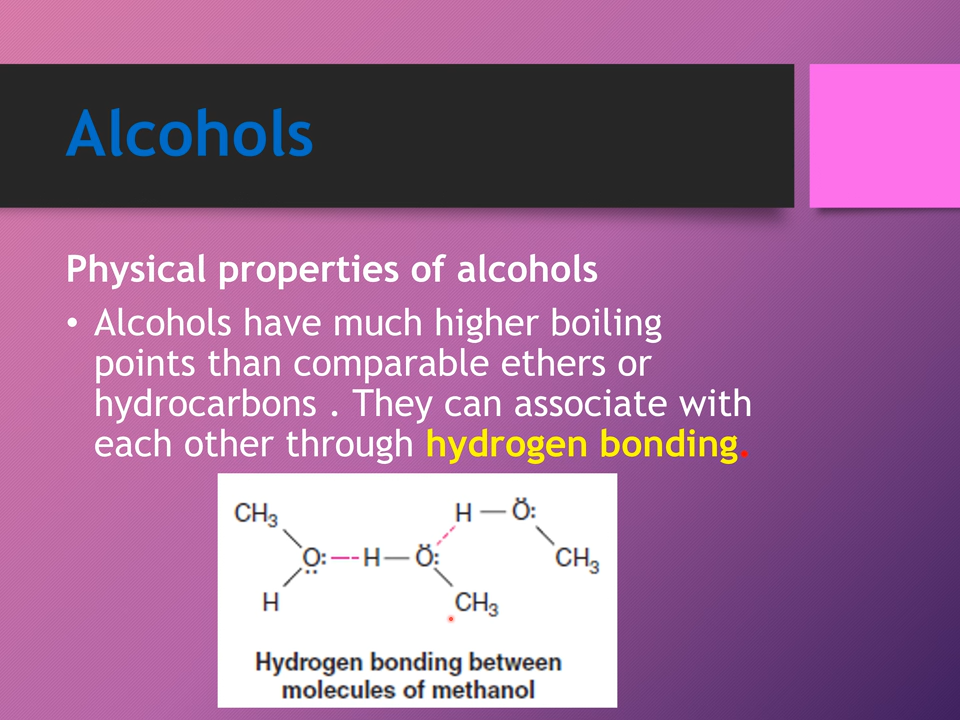 Alcohols
Physical properties of alcohols
• Alcohols have much higher boiling
points than comparable ethers or
hydrocarbons . They can associate with
each other through hydrogen bonding.
CH₃ H — Ö:
O: H — Ö: CH₃
H CH₃
Hydrogen bonding between
molecules of methanol